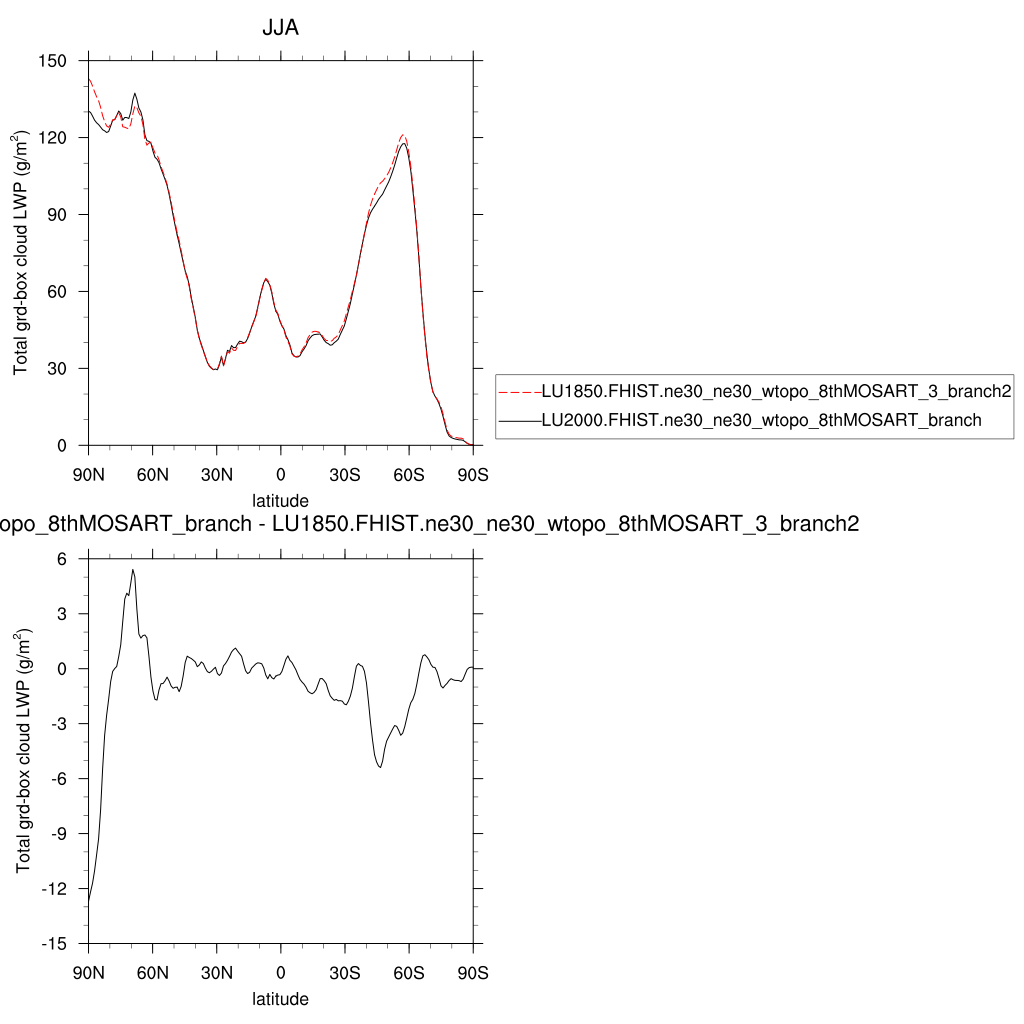 JJA
150
120
90
60
30
0
Total grd-box cloud LWP (g/m²)
90N 60N 30N 0 30S 60S 90S
latitude
LU1850.FHIST.ne30_ne30_wtopo_8thMOSART_3_branch2
LU2000.FHIST.ne30_ne30_wtopo_8thMOSART_branch
opo_8thMOSART_branch - LU1850.FHIST.ne30_ne30_wtopo_8thMOSART_3_branch2
6
3
0
-3
-6
-9
-12
-15
Total grd-box cloud LWP (g/m²)
90N 60N 30N 0 30S 60S 90S
latitude